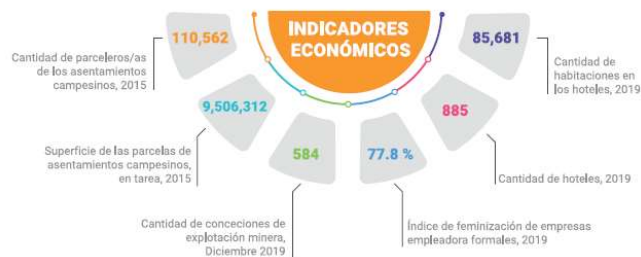 INDICADORES
ECONÓMICOS
110,562
Cantidad de parceleros/as
de los asentamientos
campesinos, 2015
9,506,312
Superficie de las parcelas de
asentamientos campesinos,
en tarea, 2015
584
Cantidad de conceciones de
explotación minera,
Diciembre 2019
77.8 %
Índice de feminización de empresas
empleadora formales, 2019
885
Cantidad de hoteles, 2019
85,681
Cantidad de
habitaciones en
los hoteles, 2019